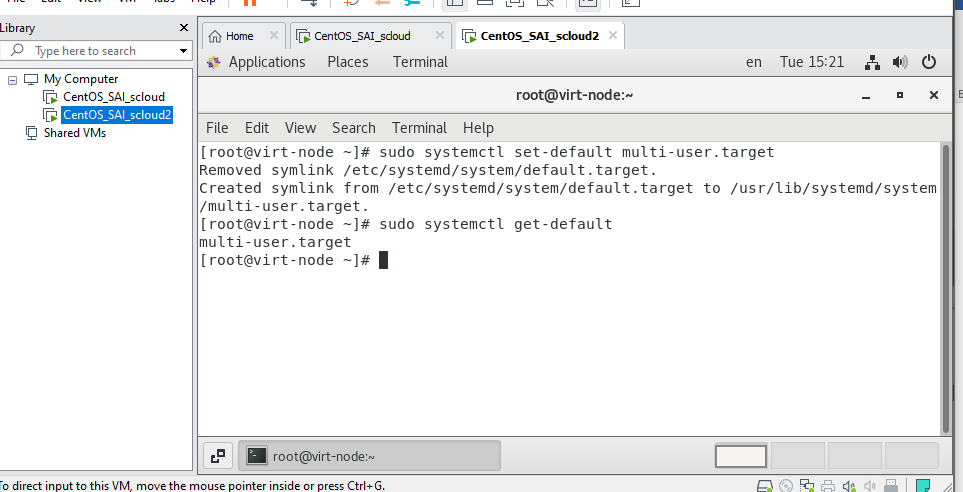 Library
Type here to search
My Computer
CentOS_SAI_scloud
CentOS_SAI_scloud2
Shared VMs
Home
CentOS_SAI_scloud
CentOS_SAI_scloud2
Applications Places Terminal en Tue 15:21
root@virt-node:~
File Edit View Search Terminal Help
[root@virt-node ~]# sudo systemctl set-default multi-user.target
Removed symlink /etc/systemd/system/default.target.
Created symlink from /etc/systemd/system/default.target to /usr/lib/systemd/system
/multi-user.target.
[root@virt-node ~]# sudo systemctl get-default
multi-user.target
[root@virt-node ~]#
root@virt-node:~
To direct input to this VM, move the mouse pointer inside or press Ctrl+G.